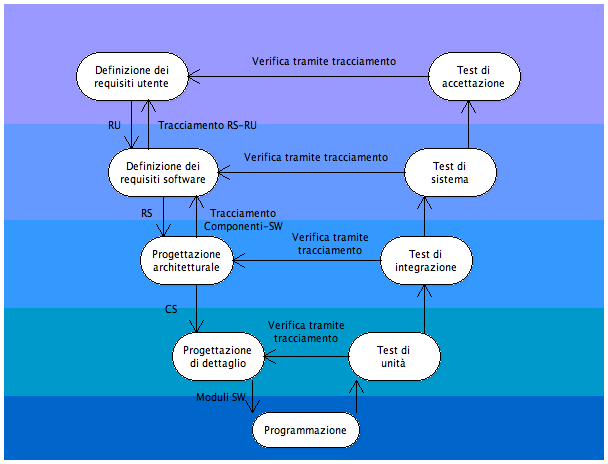 Verifica tramite tracciamento
Definizione dei
requisiti utente
Test di
accettazione
RU
Tracciamento RS-RU
Verifica tramite tracciamento
Definizione dei
requisiti software
Test di
sistema
RS
Tracciamento
Componenti-SW
Verifica tramite
tracciamento
Progettazione
architetturale
Test di
integrazione
CS
Verifica tramite
tracciamento
Progettazione
di dettaglio
Test di
unità
Moduli SW
Programmazione